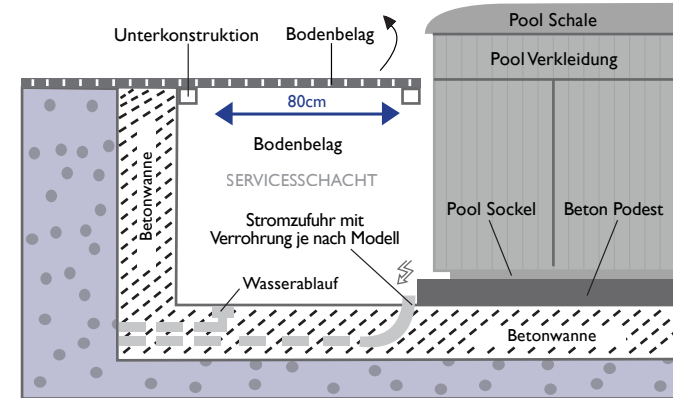 Pool Schale
Unterkonstruktion
Bodenbelag
Pool Verkleidung
80cm
Bodenbelag
Betonwanne
SERVICESSCHACHT
Pool Sockel
Beton Podest
Stromzufuhr mit
Verrohrung je nach Modell
Wasserablauf
Betonwanne